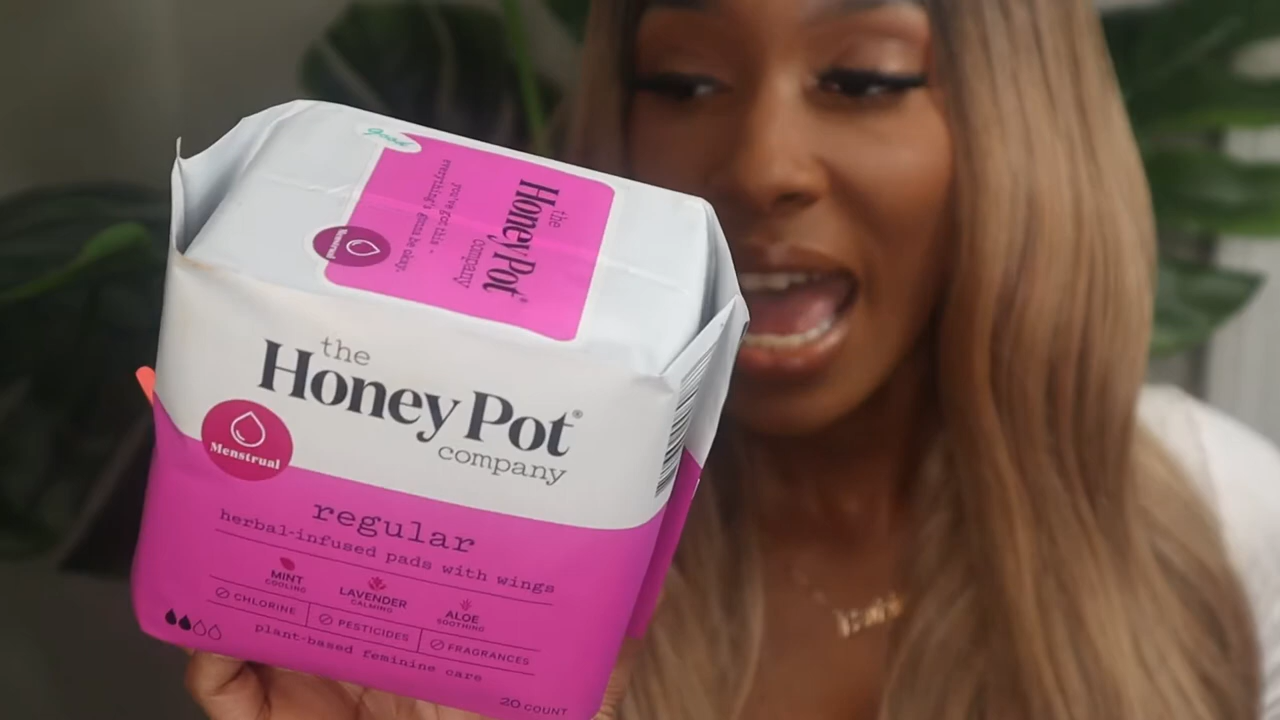 good
the
Honey Pot®
company
you've got this -
everything's gonna be okay.
Menstrual
the
Honey Pot®
company
Menstrual
regular
herbal-infused pads with wings
MINT
COOLING
LAVENDER
CALMING
ALOE
SOOTHING
CHLORINE
PESTICIDES
FRAGRANCES
plant-based feminine care
20 COUNT